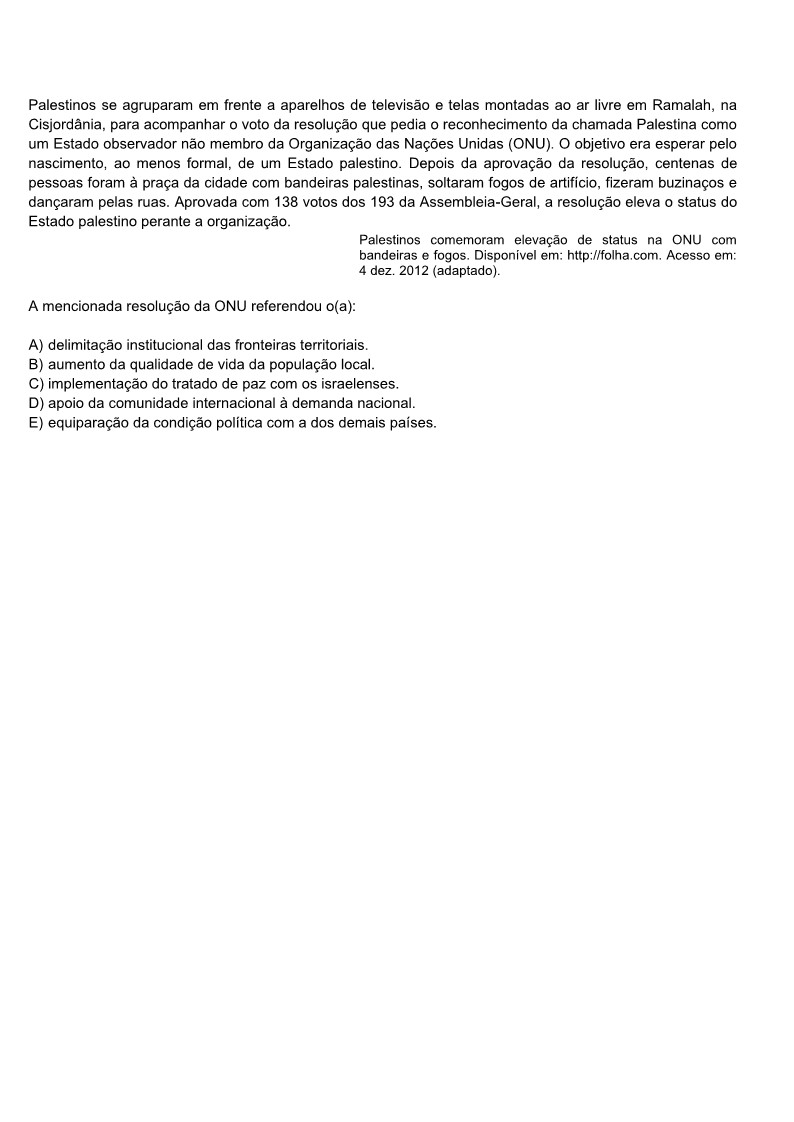 Palestinos se agruparam em frente a aparelhos de televisão e telas montadas ao ar livre em Ramalah, na
Cisjordânia, para acompanhar o voto da resolução que pedia o reconhecimento da chamada Palestina como
um Estado observador não membro da Organização das Nações Unidas (ONU). O objetivo era esperar pelo
nascimento, ao menos formal, de um Estado palestino. Depois da aprovação da resolução, centenas de
pessoas foram à praça da cidade com bandeiras palestinas, soltaram fogos de artifício, fizeram buzinaços e
dançaram pelas ruas. Aprovada com 138 votos dos 193 da Assembleia-Geral, a resolução eleva o status do
Estado palestino perante a organização.
Palestinos comemoram elevação de status na ONU com
bandeiras e fogos. Disponível em: http://folha.com. Acesso em:
4 dez. 2012 (adaptado).
A mencionada resolução da ONU referendou o(a):
A) delimitação institucional das fronteiras territoriais.
B) aumento da qualidade de vida da população local.
C) implementação do tratado de paz com os israelenses.
D) apoio da comunidade internacional à demanda nacional.
E) equiparação da condição política com a dos demais países.